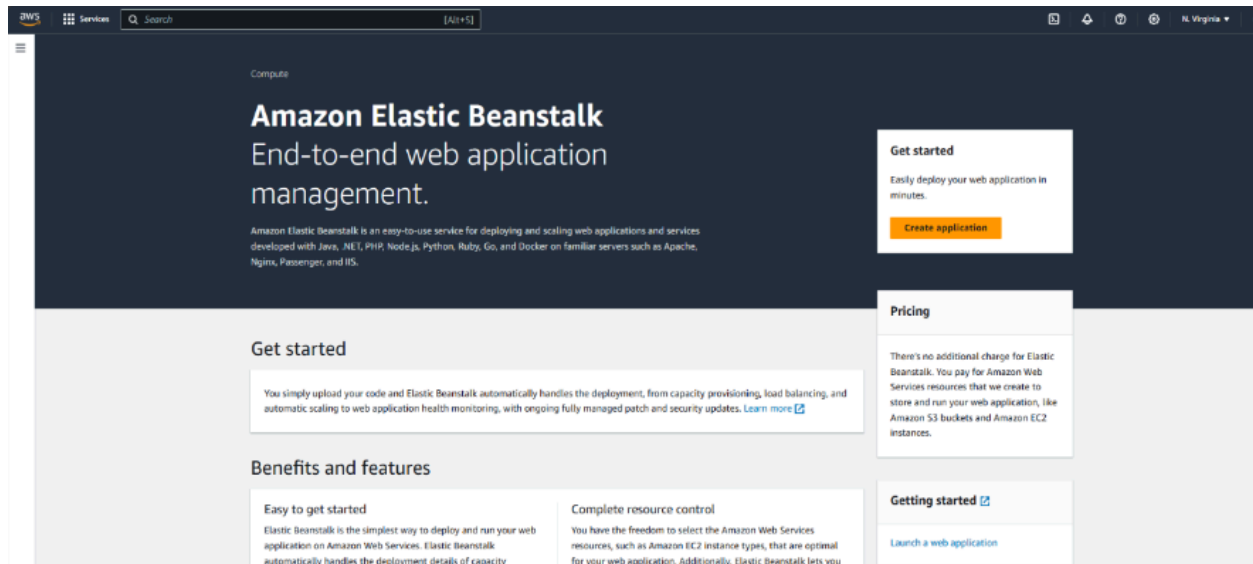 aws
Services
Search
[Alt+S]
N. Virginia
Compute
Amazon Elastic Beanstalk
End-to-end web application
management.
Amazon Elastic Beanstalk is an easy-to-use service for deploying and scaling web applications and services
developed with Java, .NET, PHP, Node.js, Python, Ruby, Go, and Docker on familiar servers such as Apache,
Nginx, Passenger, and IIS.
Get started
Easily deploy your web application in
minutes.
Create application
Pricing
There's no additional charge for Elastic
Beanstalk. You pay for Amazon Web
Services resources that we create to
store and run your web application, like
Amazon S3 buckets and Amazon EC2
instances.
Get started
You simply upload your code and Elastic Beanstalk automatically handles the deployment, from capacity provisioning, load balancing, and
automatic scaling to web application health monitoring, with ongoing fully managed patch and security updates. Learn more
Benefits and features
Easy to get started
Elastic Beanstalk is the simplest way to deploy and run your web
application on Amazon Web Services. Elastic Beanstalk
automatically handles the deployment details of capacity
Complete resource control
You have the freedom to select the Amazon Web Services
resources, such as Amazon EC2 instance types, that are optimal
for your web application. Additionally, Elastic Beanstalk lets you
Getting started
Launch a web application